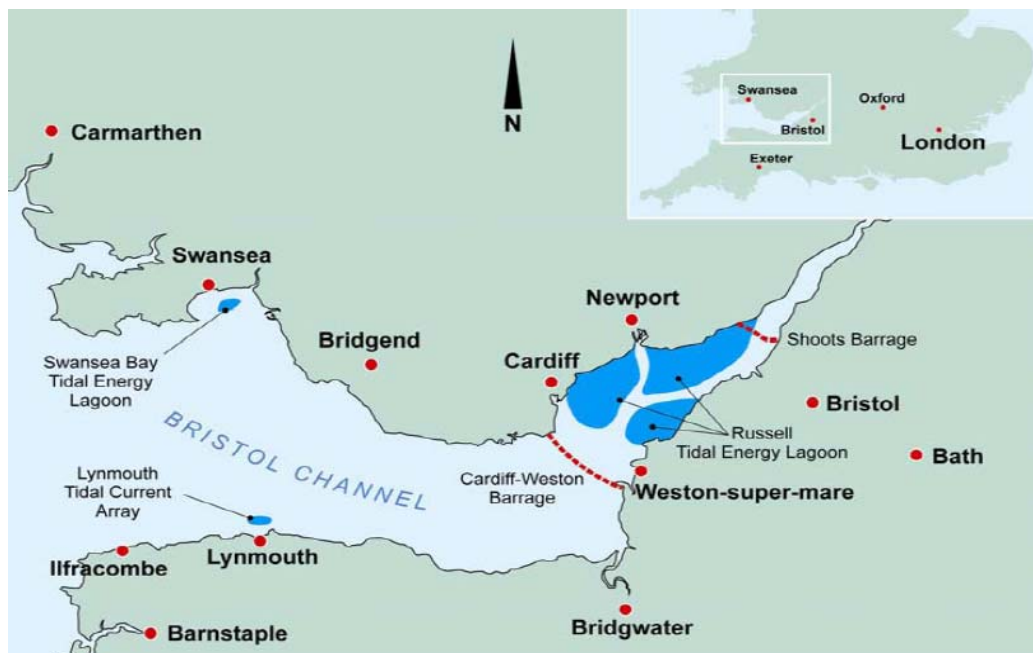 Swansea
Oxford
Bristol
London
Exeter
N
Carmarthen
Swansea
Swansea Bay
Tidal Energy
Lagoon
Bridgend
Newport
Cardiff
Shoots Barrage
Bristol
Russell
Tidal Energy Lagoon
Bath
BRISTOL CHANNEL
Cardiff-Weston
Barrage
Weston-super-mare
Lynmouth
Tidal Current
Array
Ilfracombe
Lynmouth
Barnstaple
Bridgwater